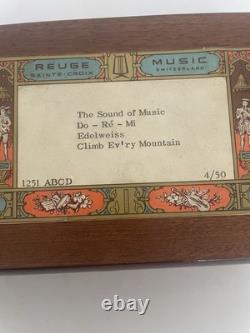 REUGE MUSIC
SAINTE-CROIX SWITZERLAND
The Sound of Music
Do - Ré - Mi
Edelweiss
Climb Ev'ry Mountain
1251 ABCD 4/50